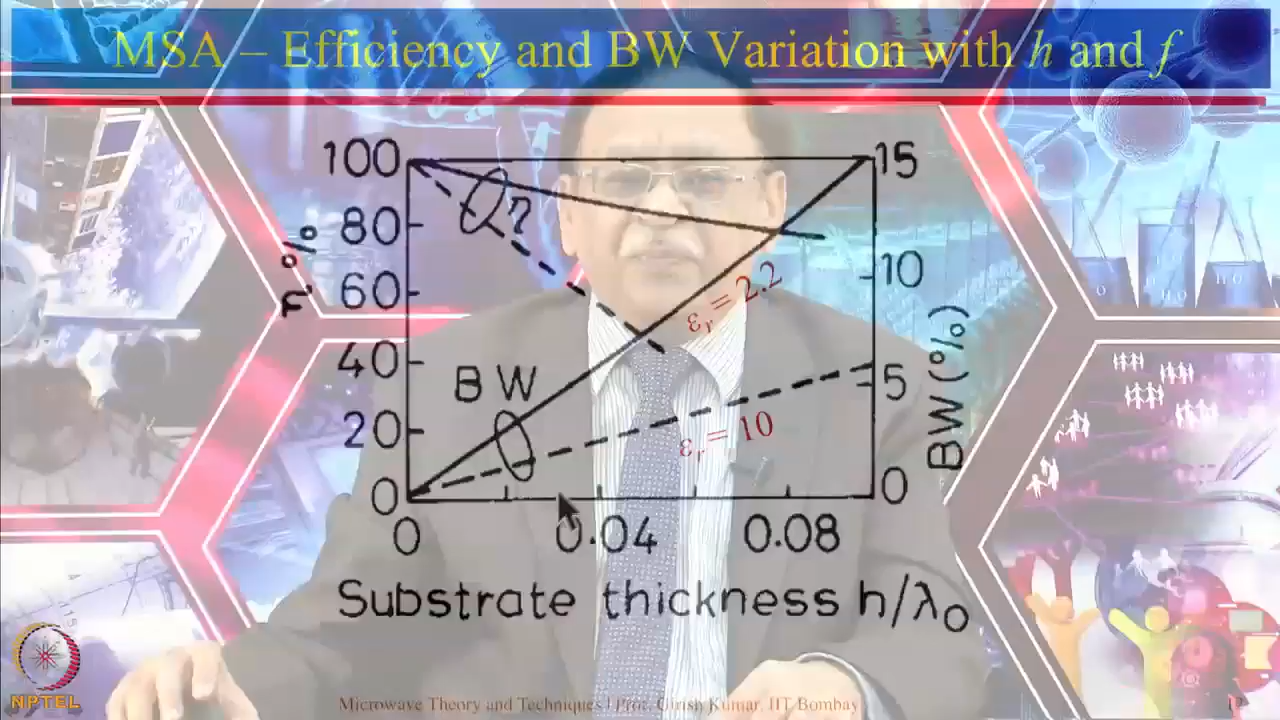 MSA – Efficiency and BW Variation with h and f
100
80
60
40
20
0
%
η
BW
εr = 2.2
εr = 10
15
10
5
0
BW (%)
0
0.04
0.08
Substrate thickness h/λ0
NPTEL
Microwave Theory and Techniques | Prof. Girish Kumar, IIT Bombay
12